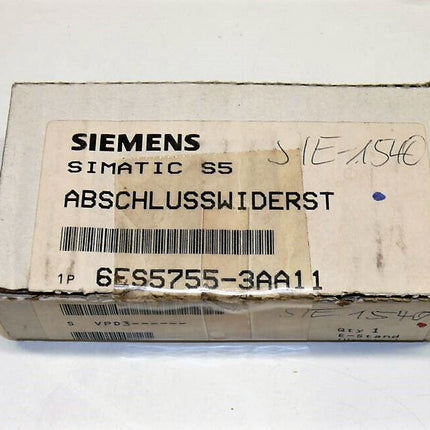 SIEMENS
SIE-1540
SIMATIC S5
ABSCHLUSSWIDERST
1P 6ES5755-3AA11
S VPD3------
SIE 1540
Qty 1
E-Stand